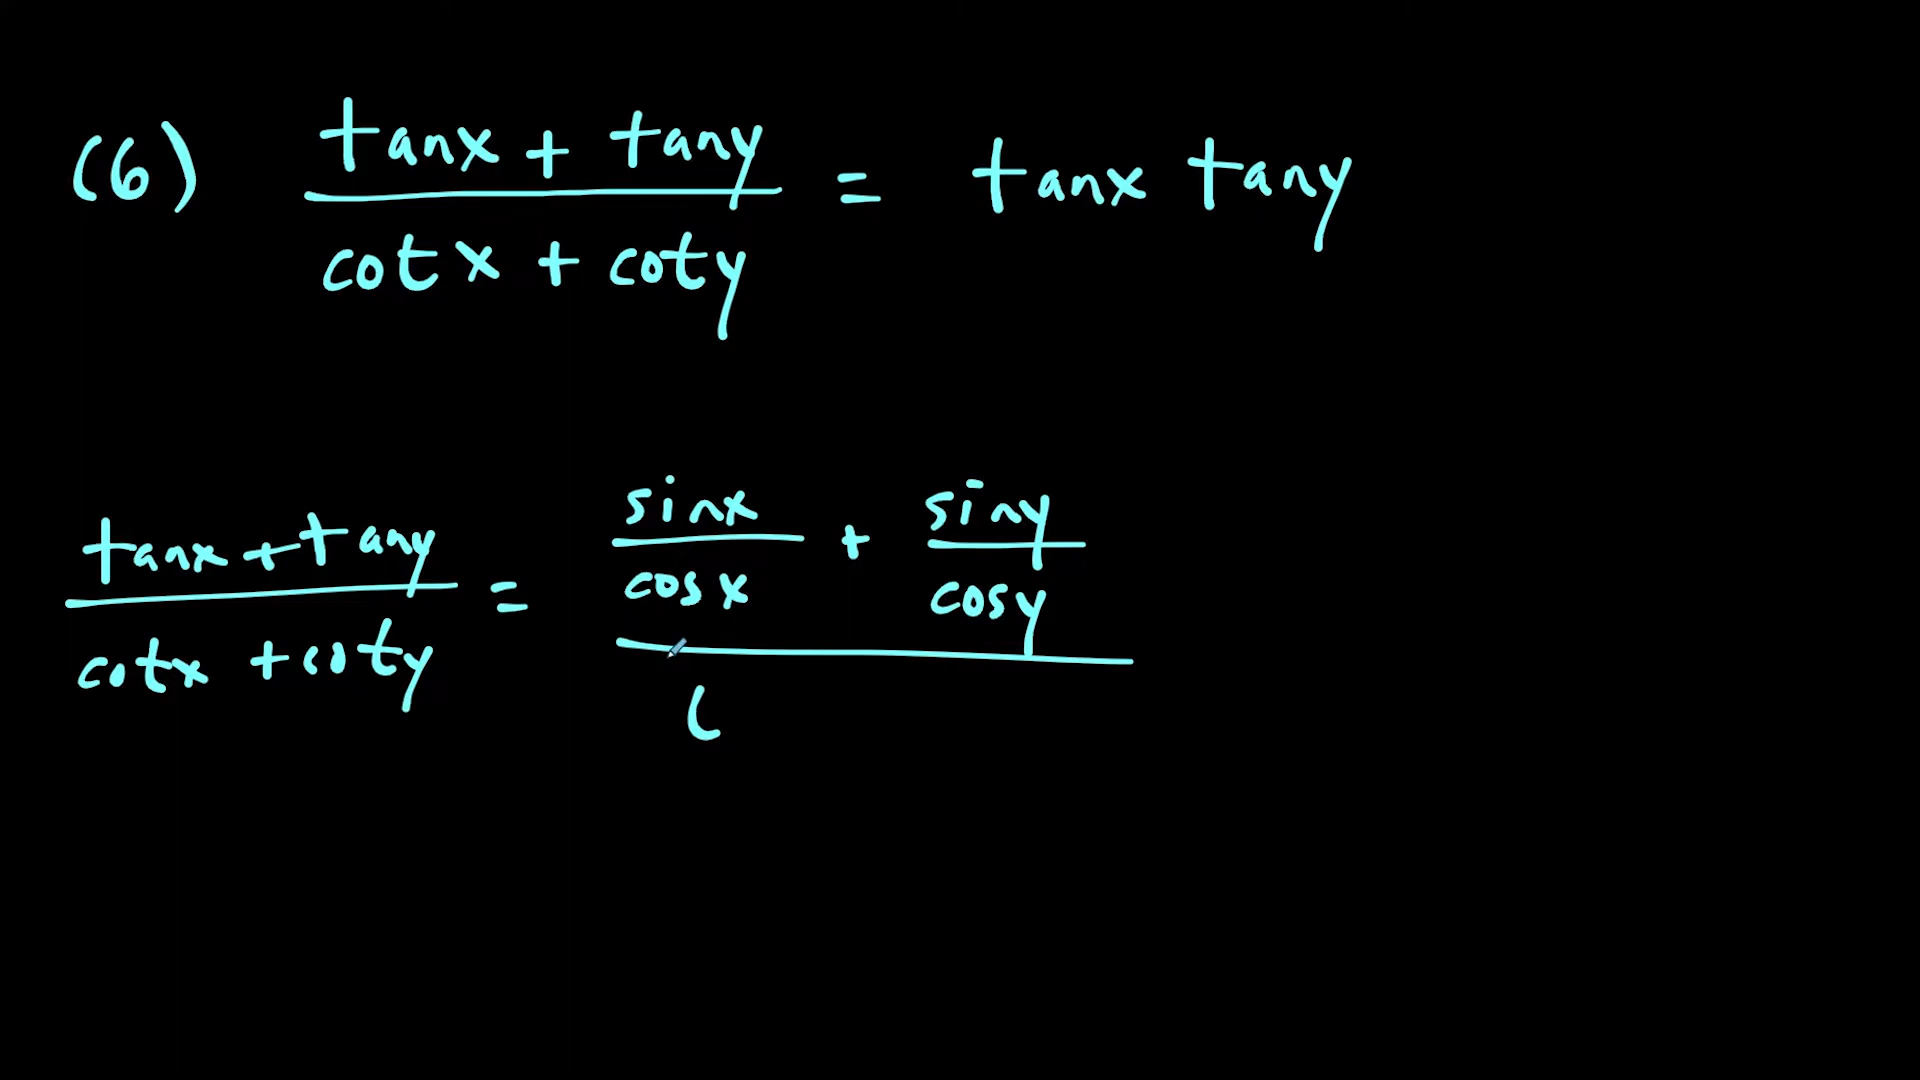 (6) (tanx + tany)/(cotx + coty) = tanx tany
(tanx + tany)/(cotx + coty) = (sinx/cosx + siny/cosy)/(c